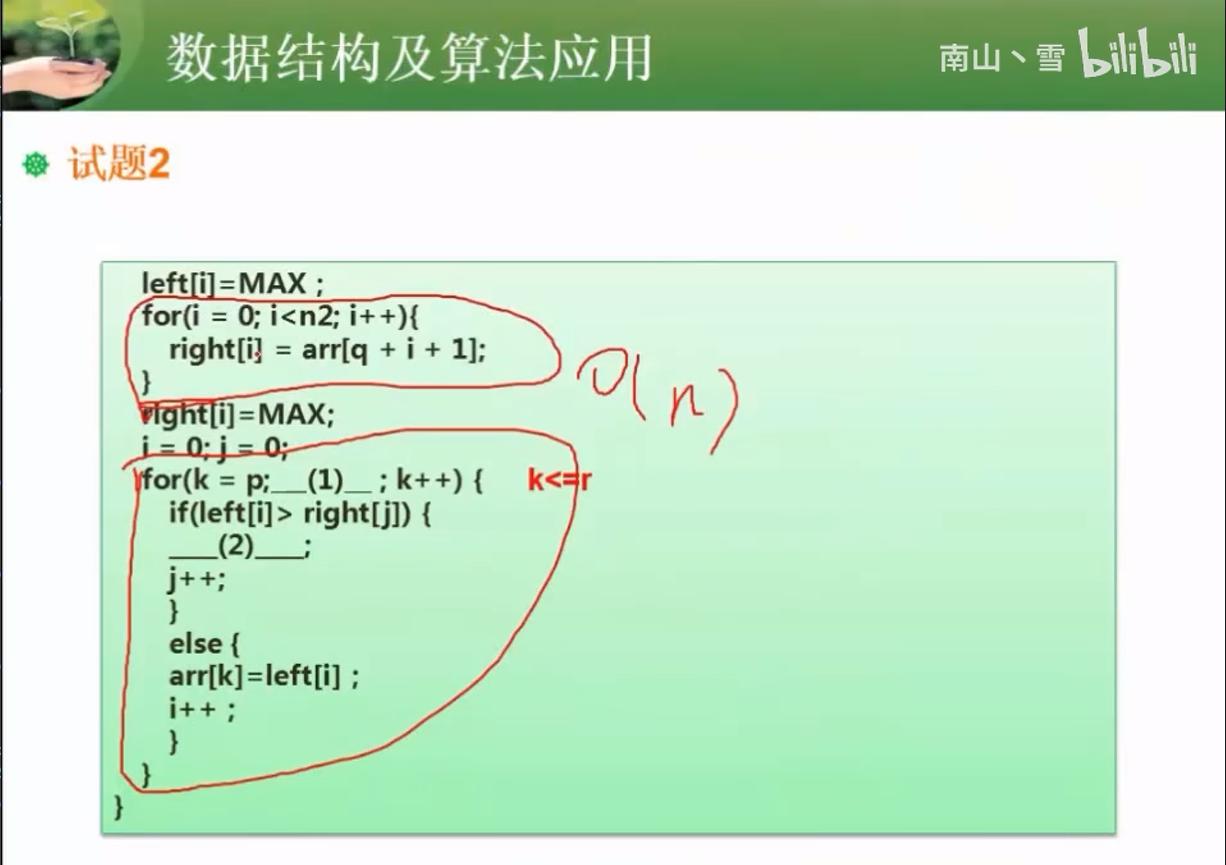 数据结构及算法应用
南山丶雪 bilibili
试题2
left[i]=MAX ;
for(i = 0; i<n2; i++){
right[i] = arr[q + i + 1];
}
O(n)
right[i]=MAX;
i = 0; j = 0;
for(k = p;__(1)__ ; k++) { k<=r
if(left[i]> right[j]) {
____(2)____;
j++;
}
else {
arr[k]=left[i] ;
i++ ;
}
}
}